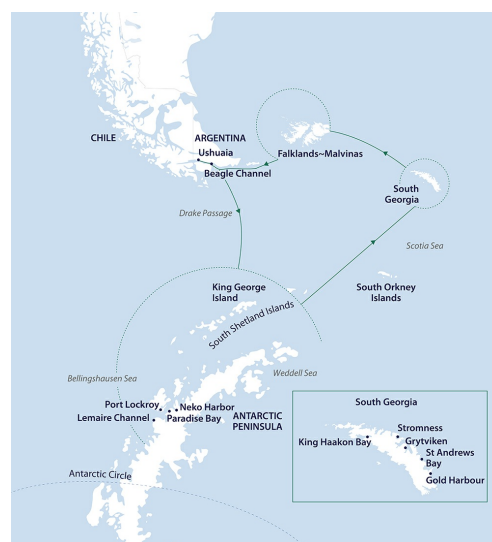 CHILE
ARGENTINA
Ushuaia
Beagle Channel
Falklands~Malvinas
South
Georgia
Drake Passage
Scotia Sea
King George
Island
South Shetland Islands
South Orkney
Islands
Weddell Sea
Bellingshausen Sea
Port Lockroy
Neko Harbor
Lemaire Channel
Paradise Bay
ANTARCTIC
PENINSULA
Antarctic Circle
South Georgia
Stromness
King Haakon Bay
Grytviken
St Andrews
Bay
Gold Harbour